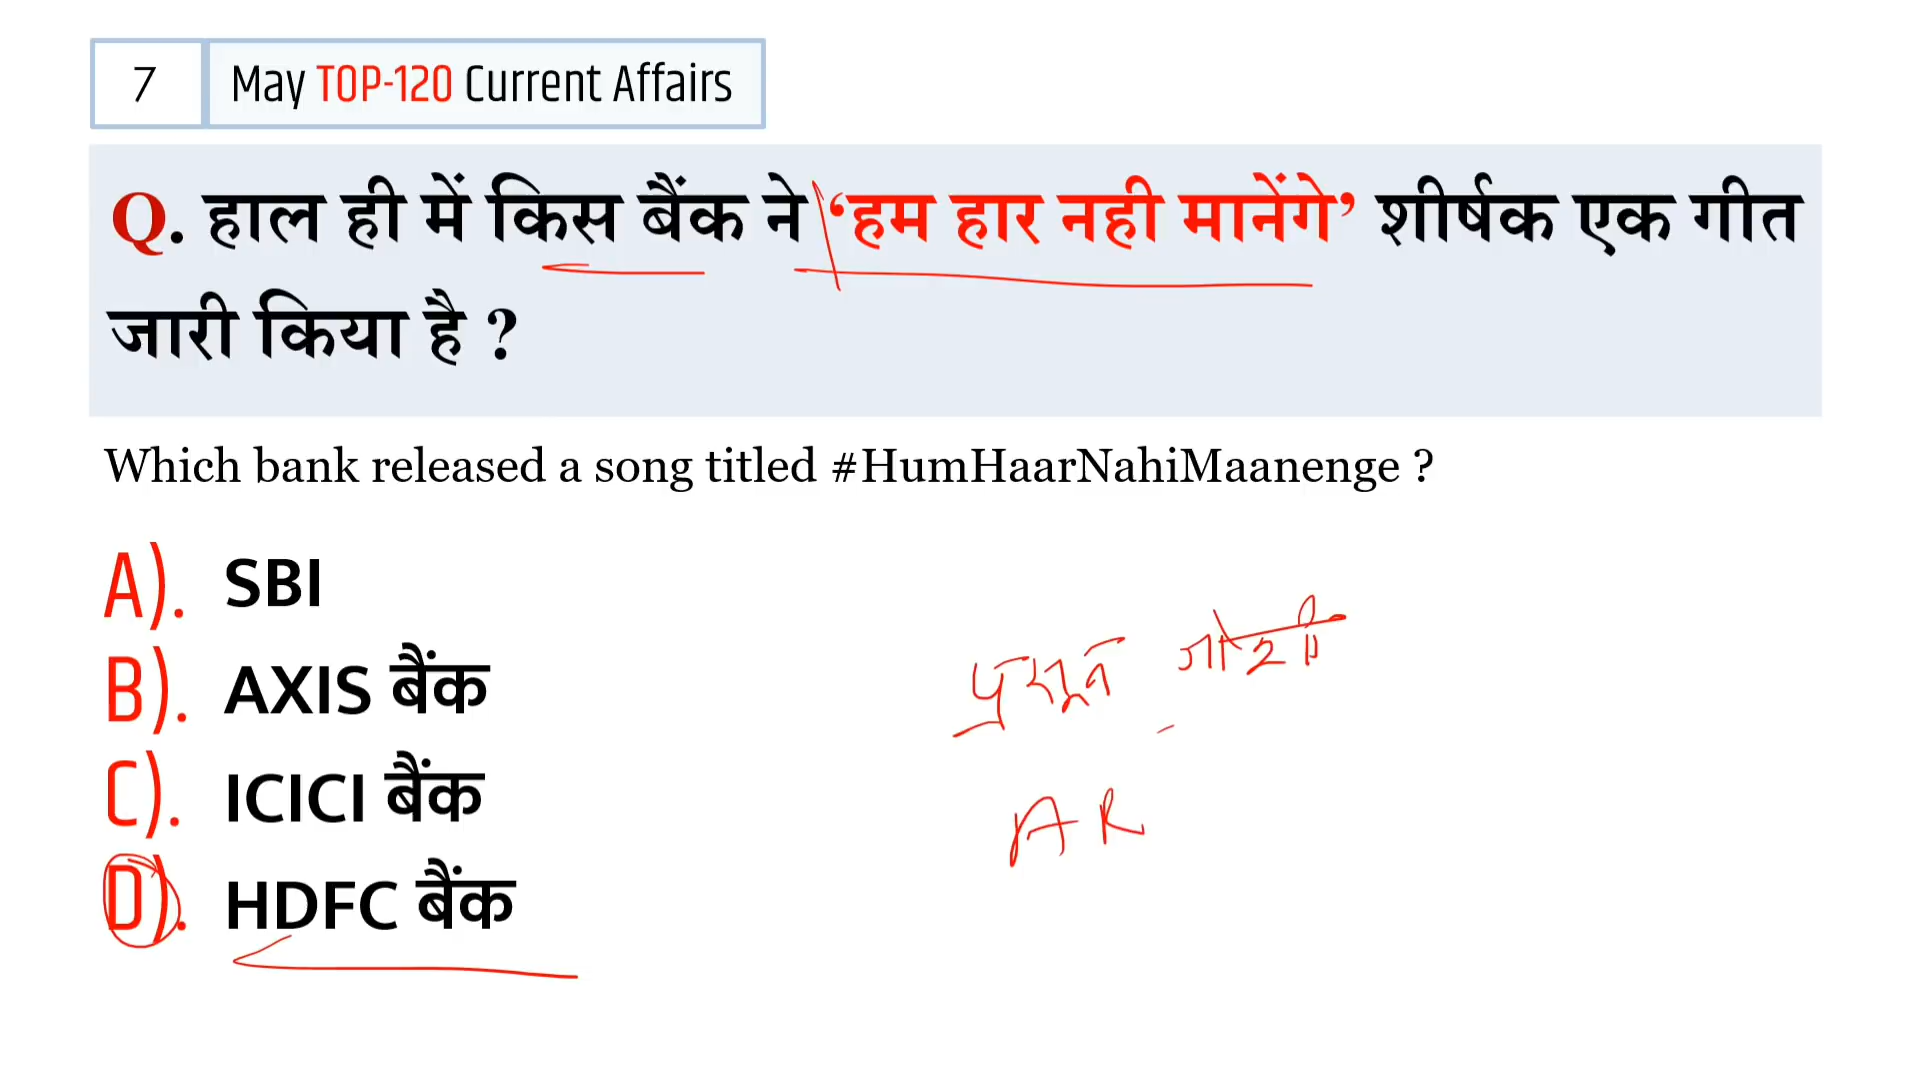 7 May TOP-120 Current Affairs
Q. हाल ही में किस बैंक ने ‘हम हार नही मानेंगे’ शीर्षक एक गीत
जारी किया है ?
Which bank released a song titled #HumHaarNahiMaanenge ?
A). SBI
B). AXIS बैंक
C). ICICI बैंक
D). HDFC बैंक
प्रसून जोशी
AR